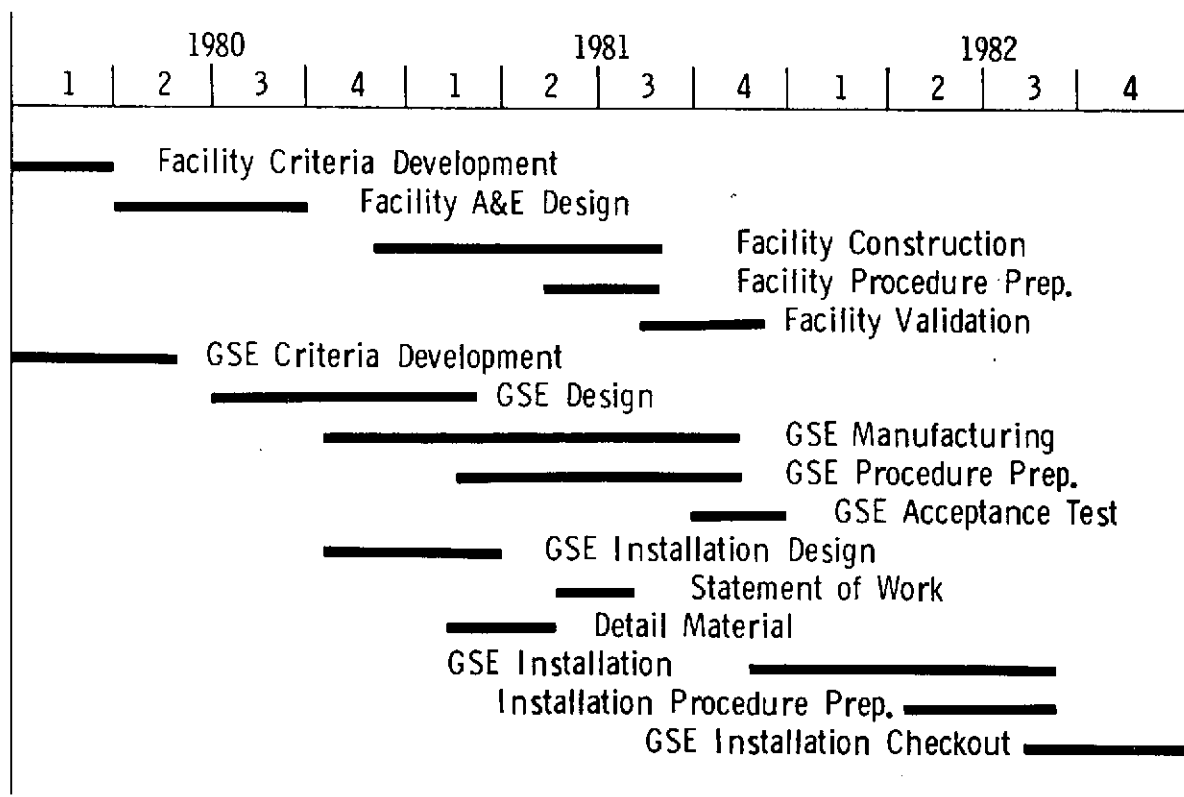 1980 1981 1982
1 2 3 4 1 2 3 4 1 2 3 4
Facility Criteria Development
Facility A&E Design
Facility Construction
Facility Procedure Prep.
Facility Validation
GSE Criteria Development
GSE Design
GSE Manufacturing
GSE Procedure Prep.
GSE Acceptance Test
GSE Installation Design
Statement of Work
Detail Material
GSE Installation
Installation Procedure Prep.
GSE Installation Checkout